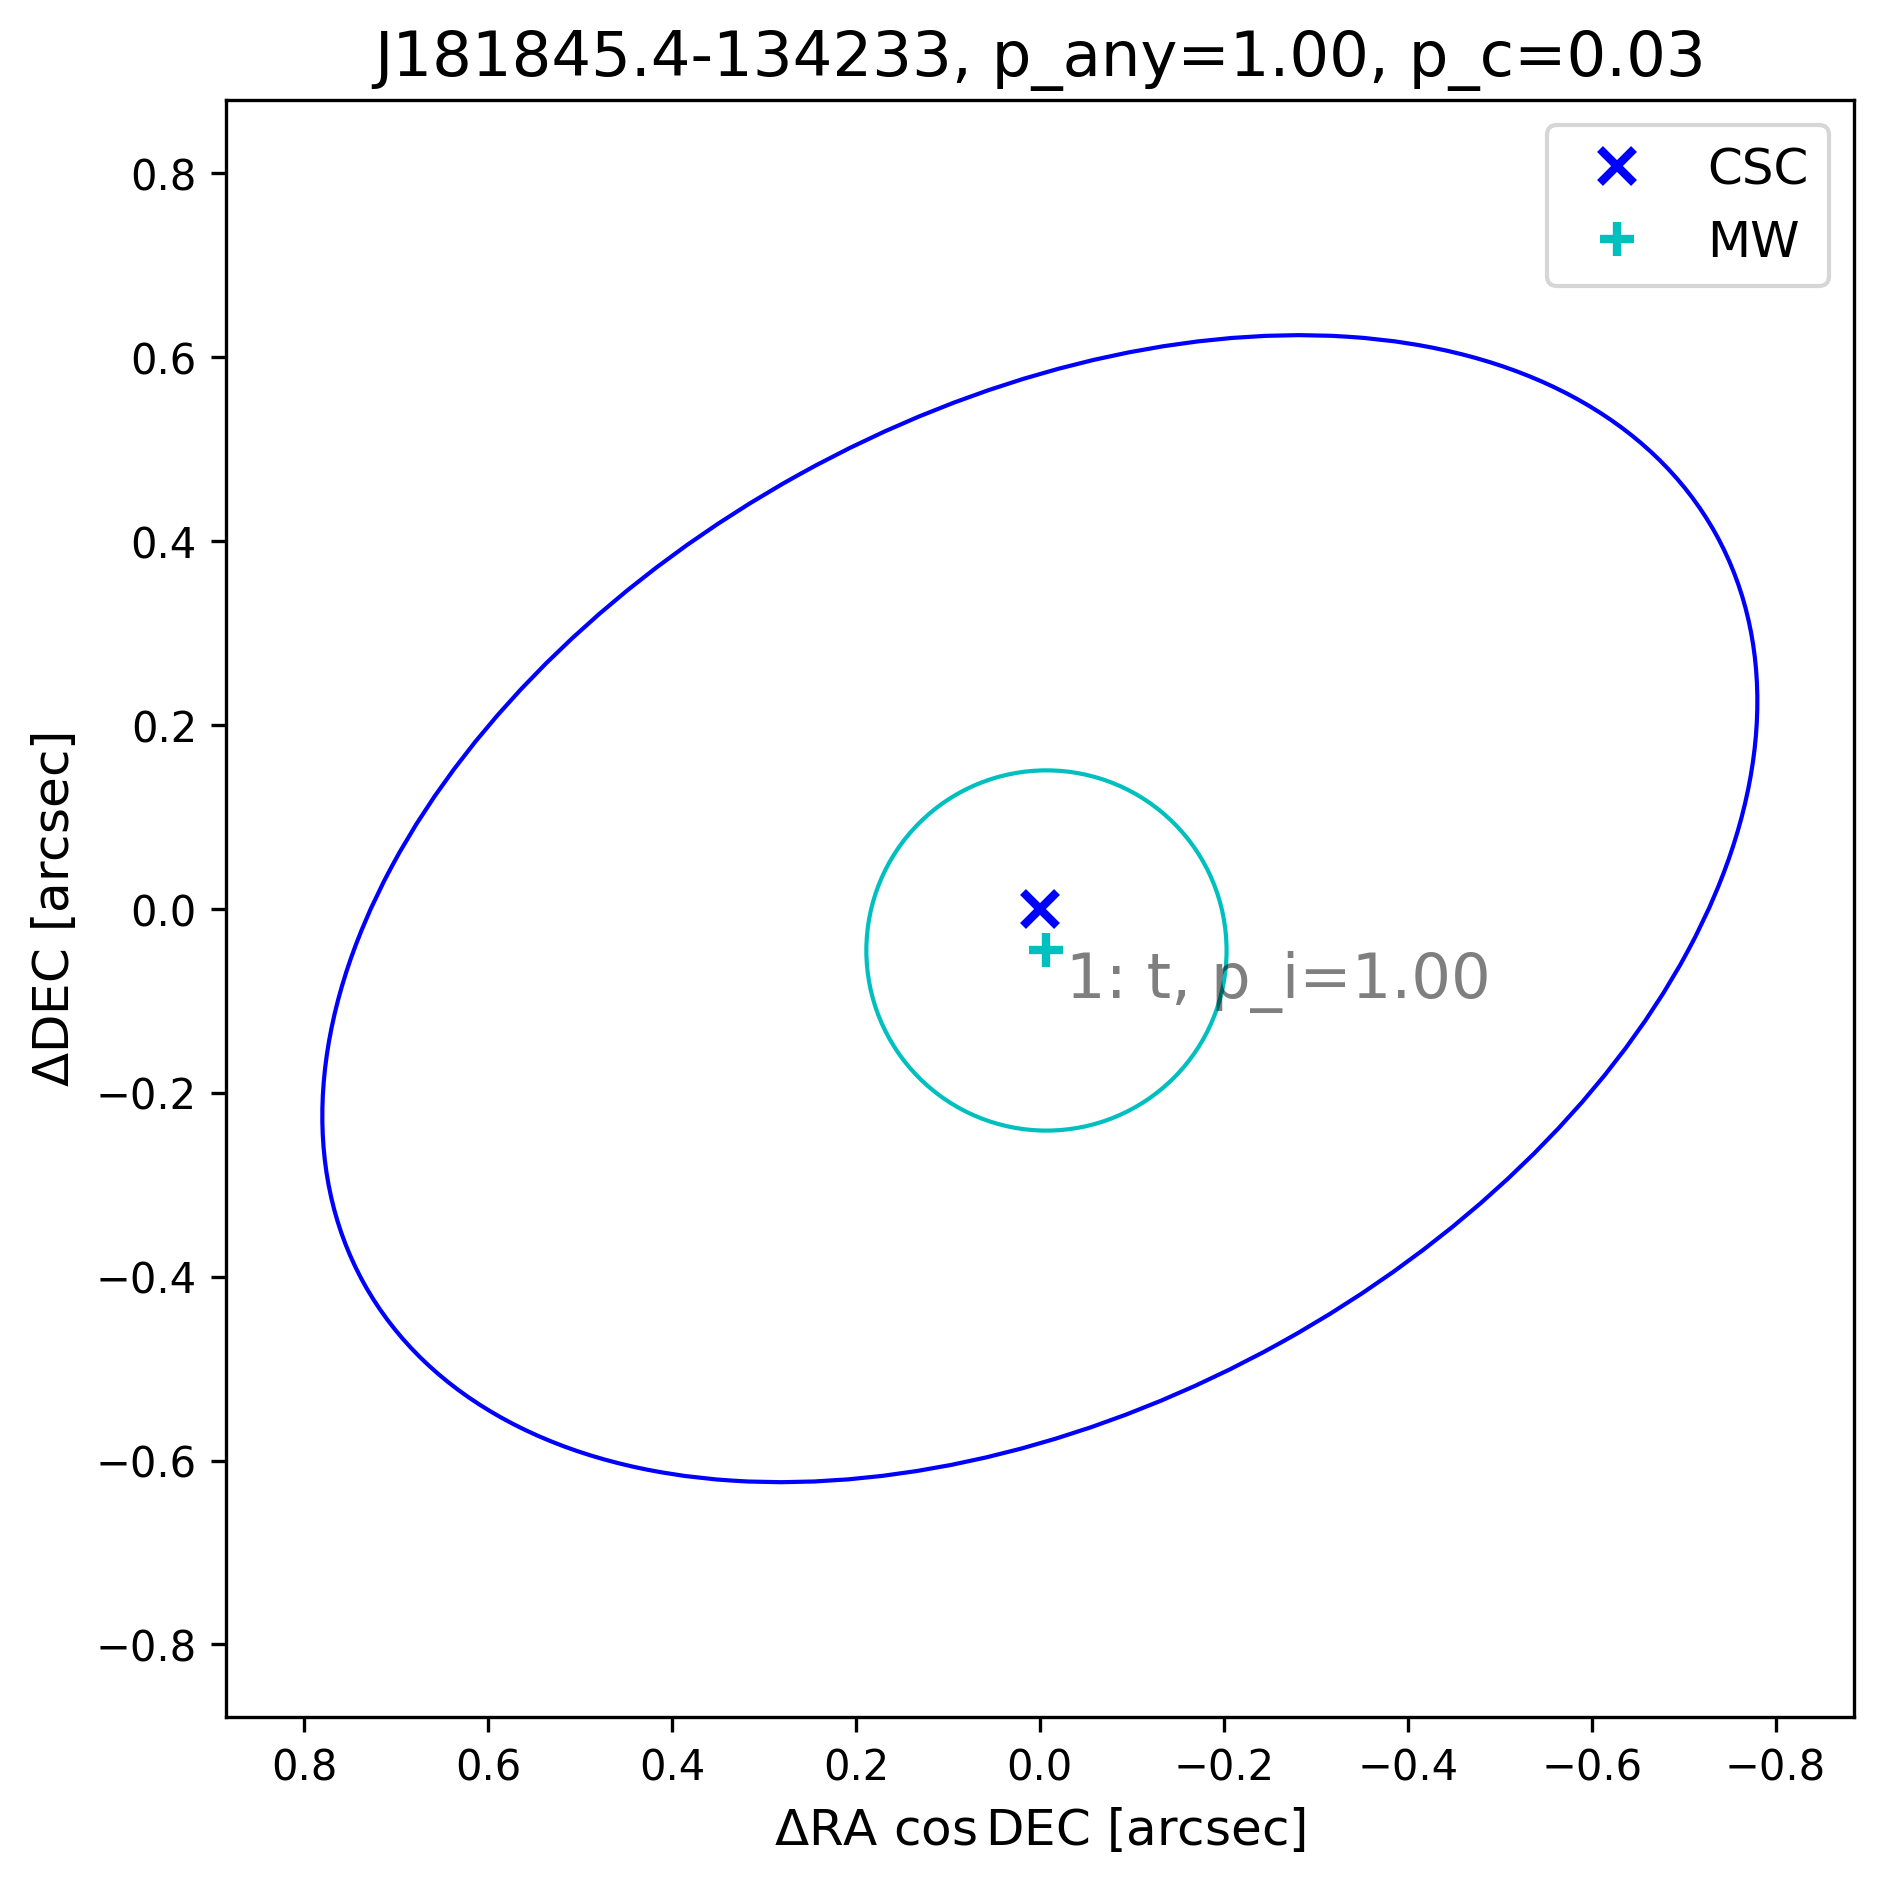 J181845.4-134233, p_any=1.00, p_c=0.03
CSC
MW
0.8
0.6
0.4
0.2
0.0
−0.2
−0.4
−0.6
−0.8
ΔDEC [arcsec]
1: t, p_i=1.00
0.8 0.6 0.4 0.2 0.0 −0.2 −0.4 −0.6 −0.8
ΔRA cos DEC [arcsec]